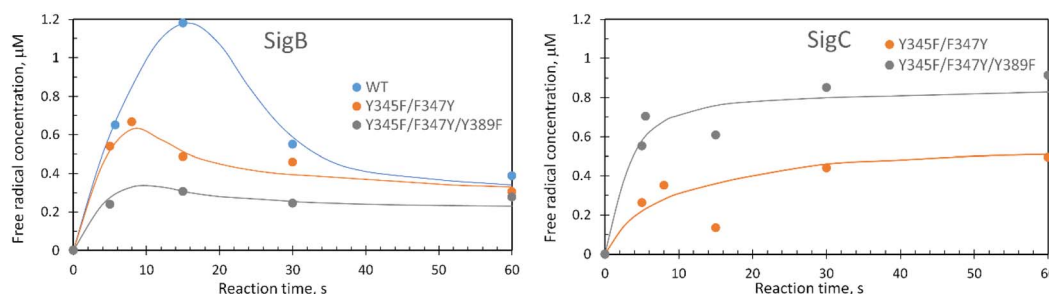 SigB
WT
Y345F/F347Y
Y345F/F347Y/Y389F
Free radical concentration, µM
1.2
1
0.8
0.6
0.4
0.2
0
0
10
20
30
40
50
60
Reaction time, s
SigC
Y345F/F347Y
Y345F/F347Y/Y389F
Free radical concentration, µM
1.2
1
0.8
0.6
0.4
0.2
0
0
10
20
30
40
50
60
Reaction time, s